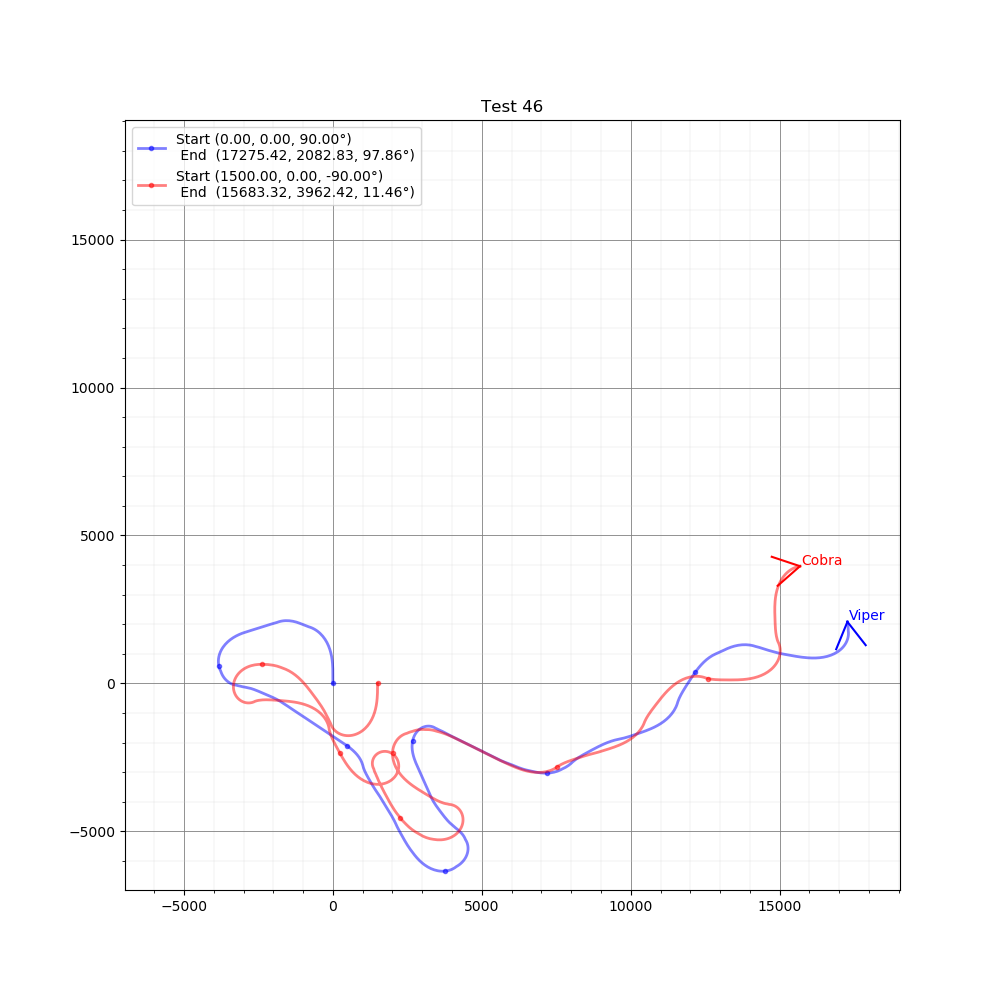 Test 46
Start (0.00, 0.00, 90.00°)
End  (17275.42, 2082.83, 97.86°)
Start (1500.00, 0.00, -90.00°)
End  (15683.32, 3962.42, 11.46°)
15000
10000
5000
0
−5000
Cobra
Viper
−5000 0 5000 10000 15000